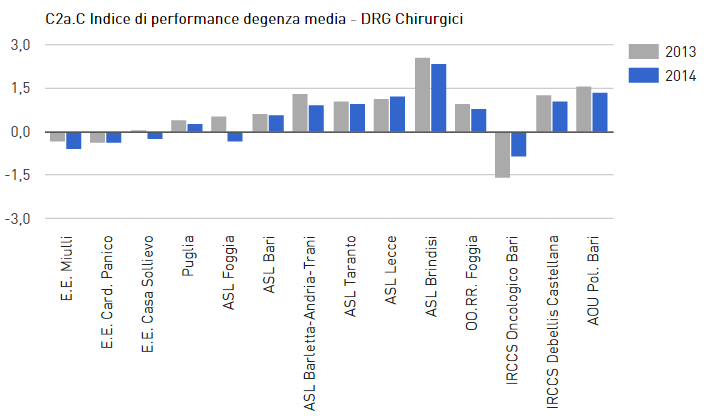 C2a.C Indice di performance degenza media - DRG Chirurgici
3,0
1,5
0,0
-1,5
-3,0
2013
2014
E.E. Miulli
E.E. Card. Panico
E.E. Casa Sollievo
Puglia
ASL Foggia
ASL Bari
ASL Barletta-Andria-Trani
ASL Taranto
ASL Lecce
ASL Brindisi
OO.RR. Foggia
IRCCS Oncologico Bari
IRCCS Debellis Castellana
AOU Pol. Bari